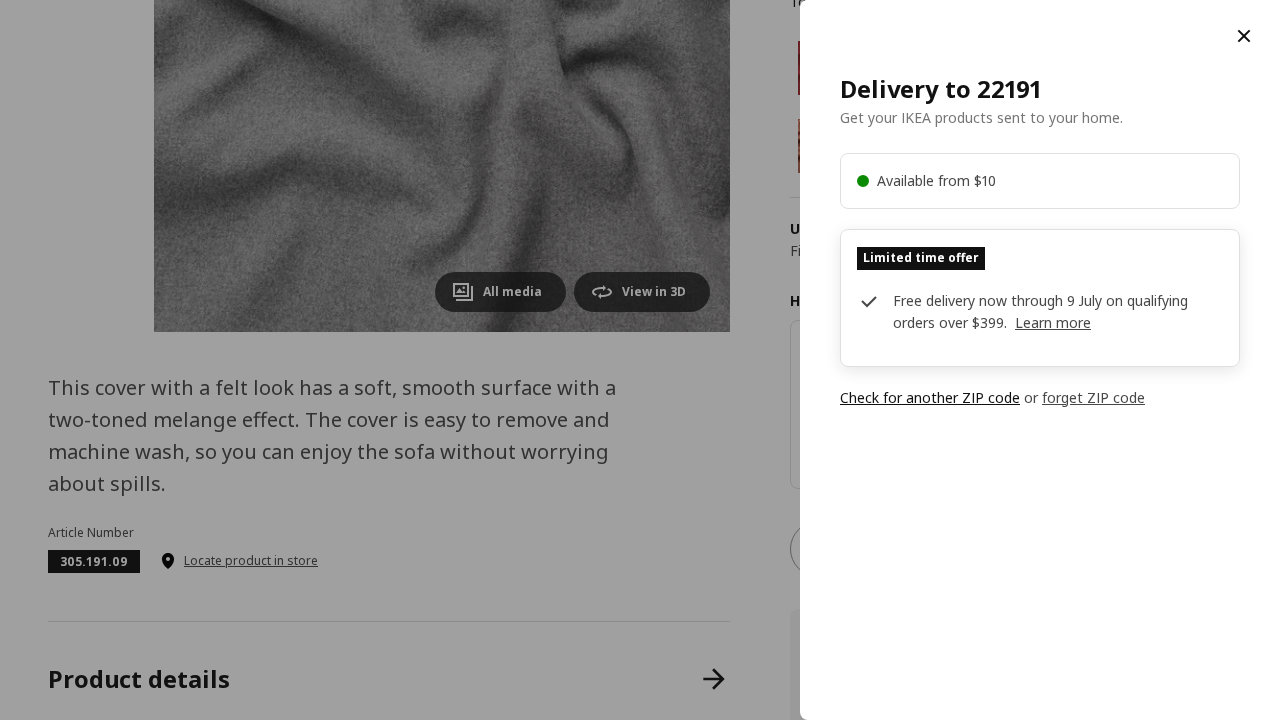 All media
View in 3D
This cover with a felt look has a soft, smooth surface with a
two-toned melange effect. The cover is easy to remove and
machine wash, so you can enjoy the sofa without worrying
about spills.
Article Number
305.191.09
Locate product in store
Product details
Delivery to 22191
Get your IKEA products sent to your home.
Available from $10
Limited time offer
Free delivery now through 9 July on qualifying
orders over $399. Learn more
Check for another ZIP code or forget ZIP code